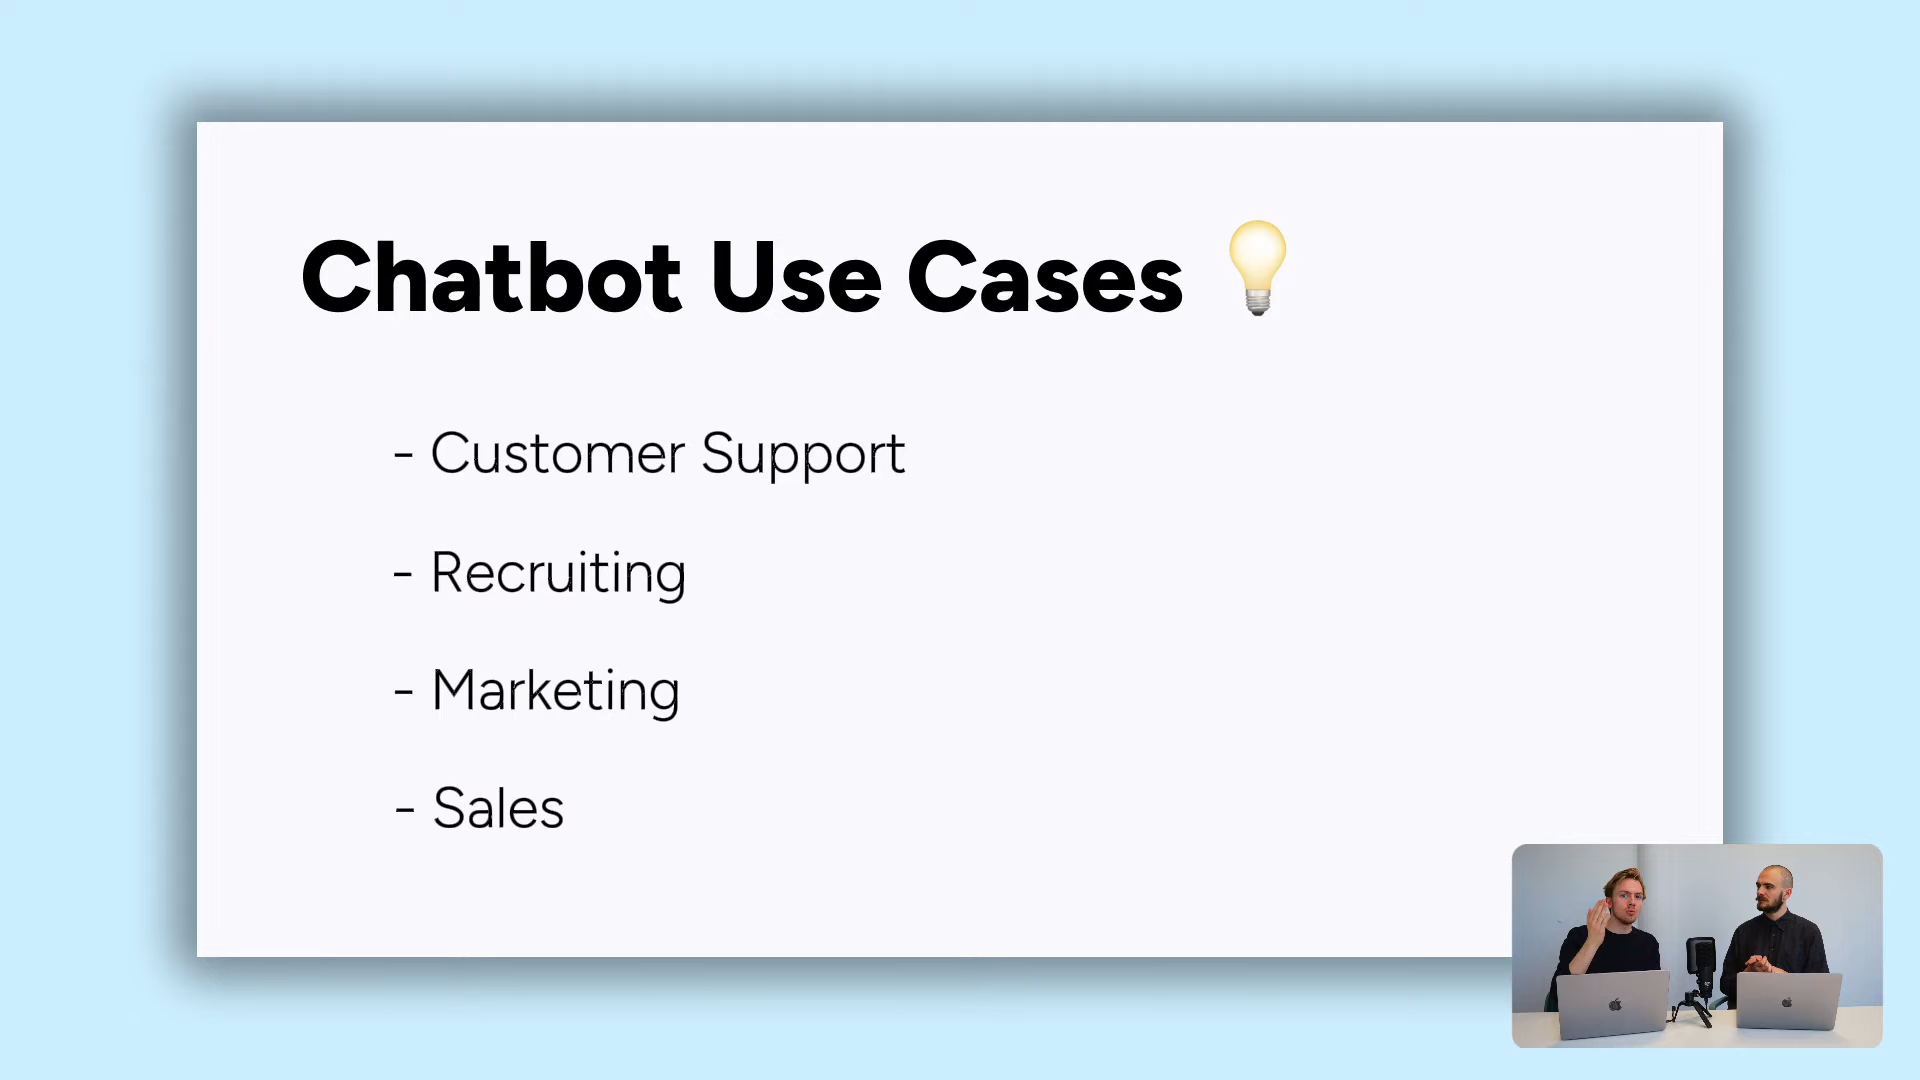 Chatbot Use Cases 💡
- Customer Support
- Recruiting
- Marketing
- Sales